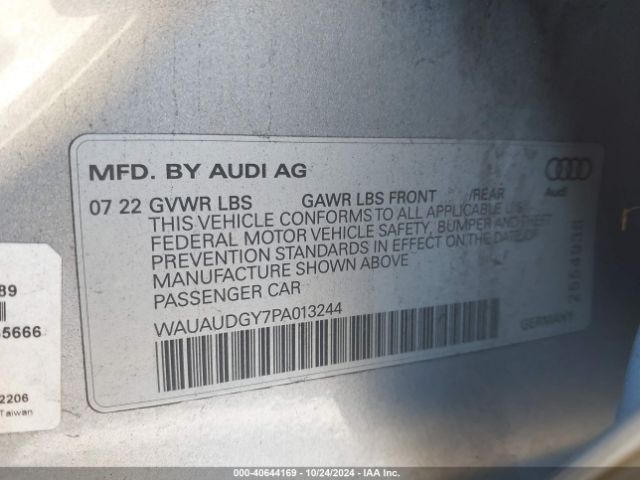 MFD. BY AUDI AG
Audi
07 22 GVWR LBS GAWR LBS FRONT /REAR
THIS VEHICLE CONFORMS TO ALL APPLICABLE U.S.
FEDERAL MOTOR VEHICLE SAFETY, BUMPER AND THEFT
PREVENTION STANDARDS IN EFFECT ON THE DATE OF
MANUFACTURE SHOWN ABOVE
PASSENGER CAR
WAUAUDGY7PA013244
GERMANY
89
5666
2206
Taiwan
000-40644169 | 10/24/2024 | IAA Inc.